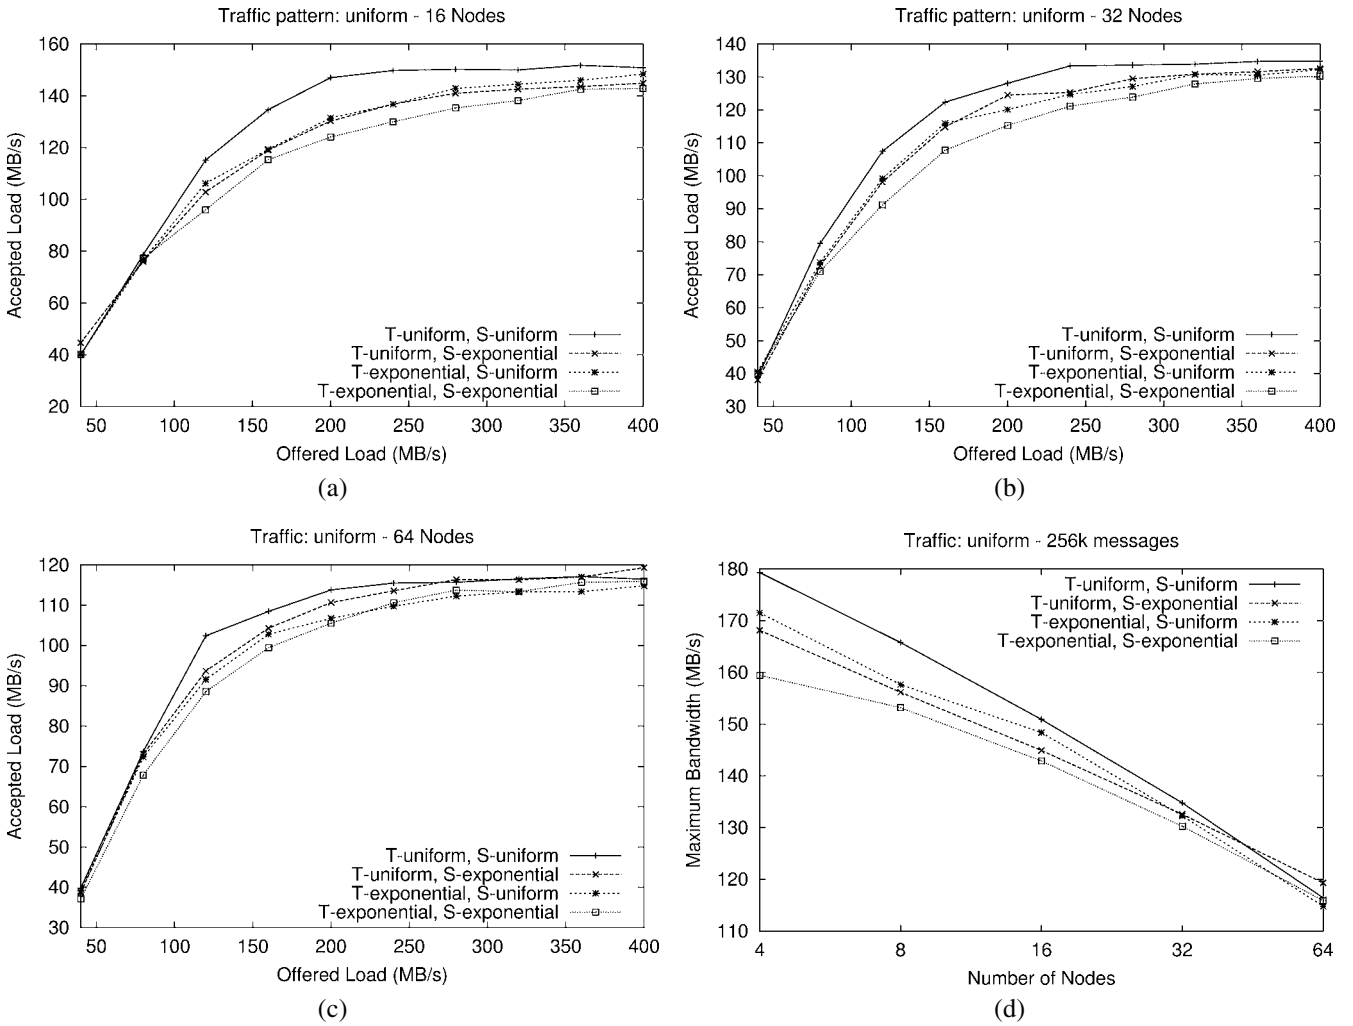 Traffic pattern: uniform - 16 Nodes
160
140
120
100
80
60
40
20
Accepted Load (MB/s)
T-uniform, S-uniform
T-uniform, S-exponential
T-exponential, S-uniform
T-exponential, S-exponential
50 100 150 200 250 300 350 400
Offered Load (MB/s)
(a)
Traffic pattern: uniform - 32 Nodes
140
130
120
110
100
90
80
70
60
50
40
30
Accepted Load (MB/s)
T-uniform, S-uniform
T-uniform, S-exponential
T-exponential, S-uniform
T-exponential, S-exponential
50 100 150 200 250 300 350 400
Offered Load (MB/s)
(b)
Traffic: uniform - 64 Nodes
120
110
100
90
80
70
60
50
40
30
Accepted Load (MB/s)
T-uniform, S-uniform
T-uniform, S-exponential
T-exponential, S-uniform
T-exponential, S-exponential
50 100 150 200 250 300 350 400
Offered Load (MB/s)
(c)
Traffic: uniform - 256k messages
180
170
160
150
140
130
120
110
Maximum Bandwidth (MB/s)
T-uniform, S-uniform
T-uniform, S-exponential
T-exponential, S-uniform
T-exponential, S-exponential
4 8 16 32 64
Number of Nodes
(d)